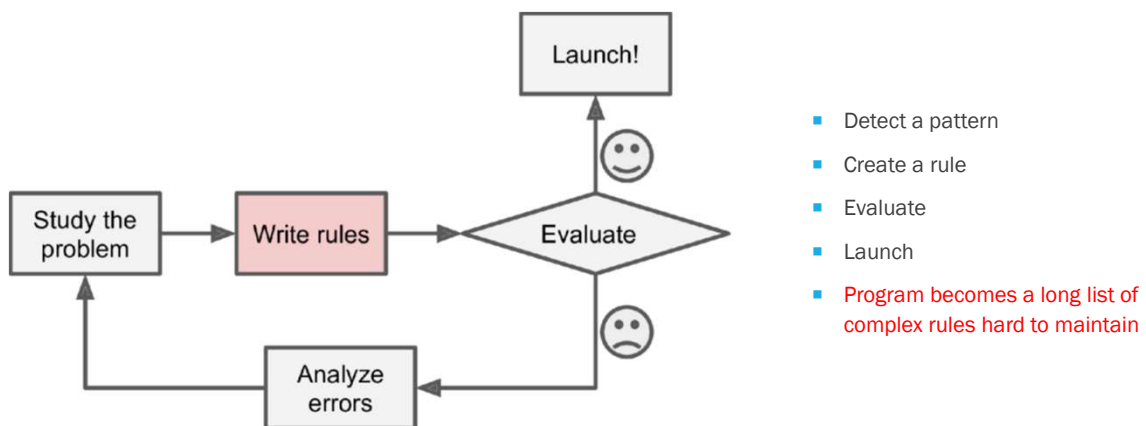 Launch!
Study the
problem
Write rules
Evaluate
Analyze
errors
Detect a pattern
Create a rule
Evaluate
Launch
Program becomes a long list of
complex rules hard to maintain